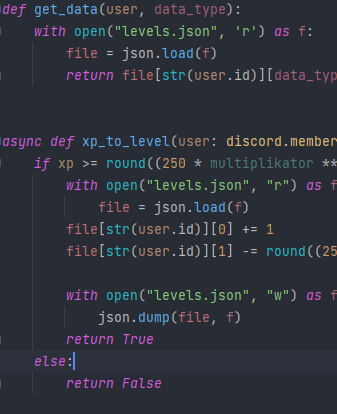 def get_data(user, data_type):
    with open("levels.json", 'r') as f:
        file = json.load(f)
        return file[str(user.id)][data_typ
async def xp_to_level(user: discord.member
    if xp >= round((250 * multiplikator **
        with open("levels.json", "r") as f
            file = json.load(f)
        file[str(user.id)][0] += 1
        file[str(user.id)][1] -= round((25
        with open("levels.json", "w") as f
            json.dump(file, f)
        return True
    else:
        return False